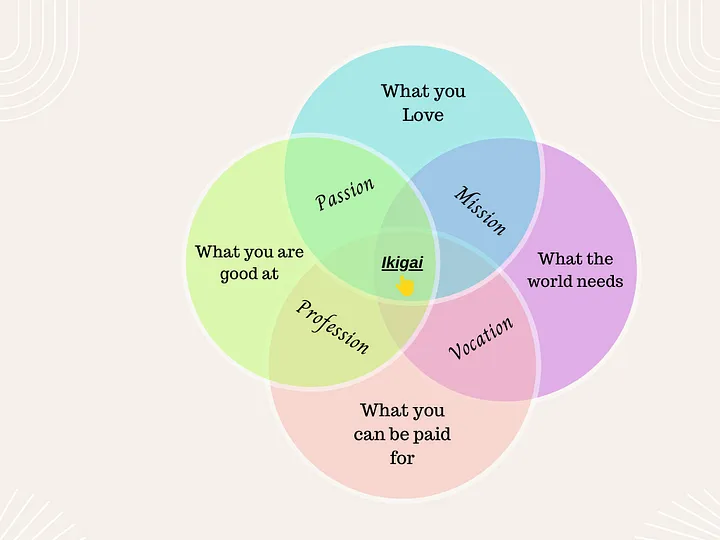 What you
Love
Passion
Mission
What you are
good at
Ikigai
What the
world needs
Profession
Vocation
What you
can be paid
for